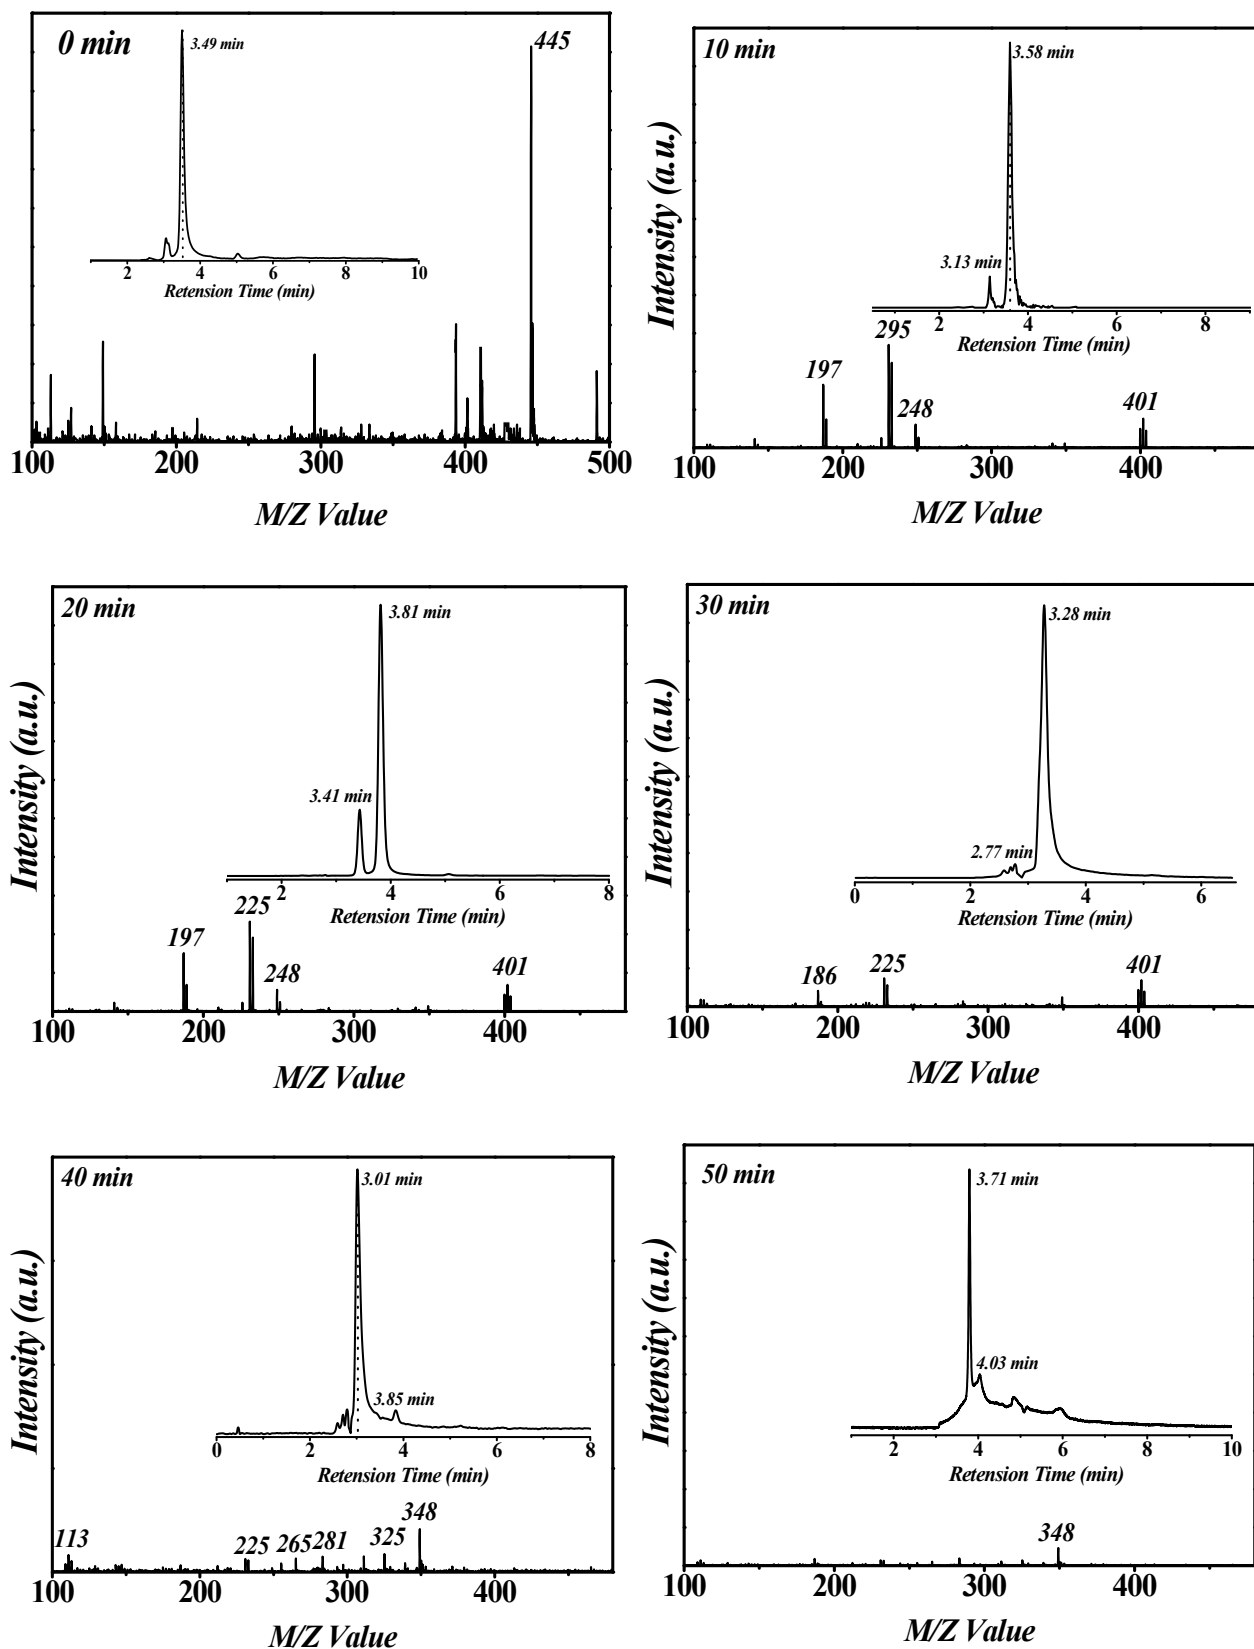 0 min
3.49 min
445
2 4 6 8 10
Retention Time (min)
100 200 300 400 500
M/Z Value
10 min
3.58 min
3.13 min
Intensity (a.u.)
2 4 6 8
Retention Time (min)
295
197
248
401
100 200 300 400
M/Z Value
20 min
3.81 min
3.41 min
Intensity (a.u.)
2 4 6 8
Retention Time (min)
225
197
248
401
100 200 300 400
M/Z Value
30 min
3.28 min
2.77 min
Intensity (a.u.)
0 2 4 6
Retention Time (min)
186
225
401
100 200 300 400
M/Z Value
40 min
3.01 min
3.85 min
Intensity (a.u.)
0 2 4 6 8
Retention Time (min)
113
225
265
281
325
348
100 200 300 400
M/Z Value
50 min
3.71 min
4.03 min
Intensity (a.u.)
2 4 6 8 10
Retention Time (min)
348
100 200 300 400
M/Z Value